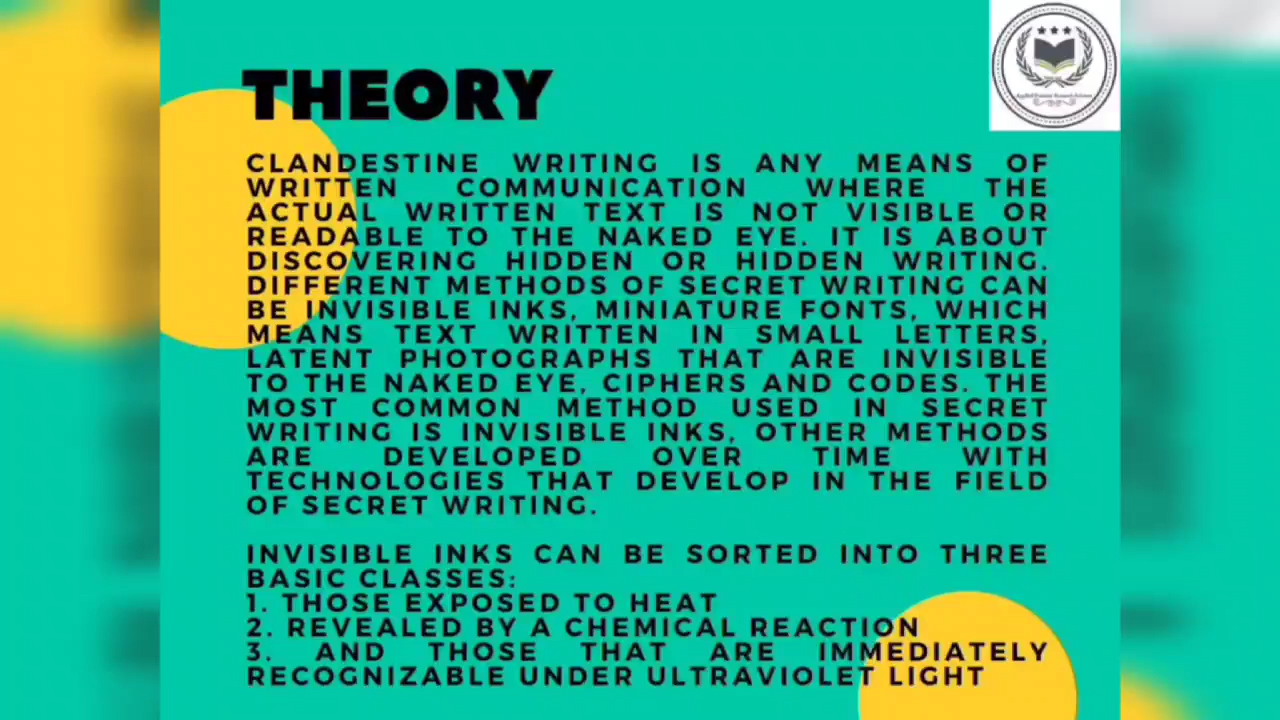 THEORY
CLANDESTINE WRITING IS ANY MEANS OF
WRITTEN COMMUNICATION WHERE THE
ACTUAL WRITTEN TEXT IS NOT VISIBLE OR
READABLE TO THE NAKED EYE. IT IS ABOUT
DISCOVERING HIDDEN OR HIDDEN WRITING.
DIFFERENT METHODS OF SECRET WRITING CAN
BE INVISIBLE INKS, MINIATURE FONTS, WHICH
MEANS TEXT WRITTEN IN SMALL LETTERS,
LATENT PHOTOGRAPHS THAT ARE INVISIBLE
TO THE NAKED EYE, CIPHERS AND CODES. THE
MOST COMMON METHOD USED IN SECRET
WRITING IS INVISIBLE INKS, OTHER METHODS
ARE DEVELOPED OVER TIME WITH
TECHNOLOGIES THAT DEVELOP IN THE FIELD
OF SECRET WRITING.
INVISIBLE INKS CAN BE SORTED INTO THREE
BASIC CLASSES:
1. THOSE EXPOSED TO HEAT
2. REVEALED BY A CHEMICAL REACTION
3. AND THOSE THAT ARE IMMEDIATELY
RECOGNIZABLE UNDER ULTRAVIOLET LIGHT